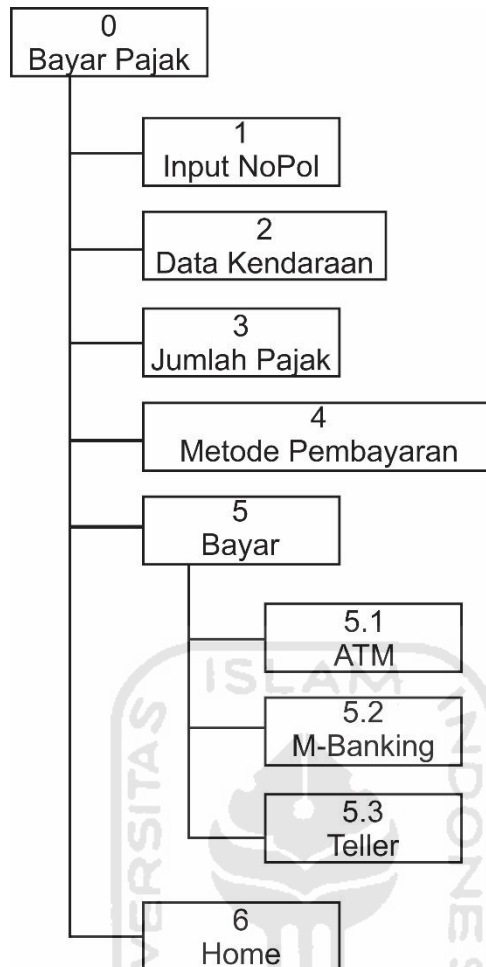 0
Bayar Pajak
1
Input NoPol
2
Data Kendaraan
3
Jumlah Pajak
4
Metode Pembayaran
5
Bayar
5.1
ATM
5.2
M-Banking
5.3
Teller
6
Home
ISLAM